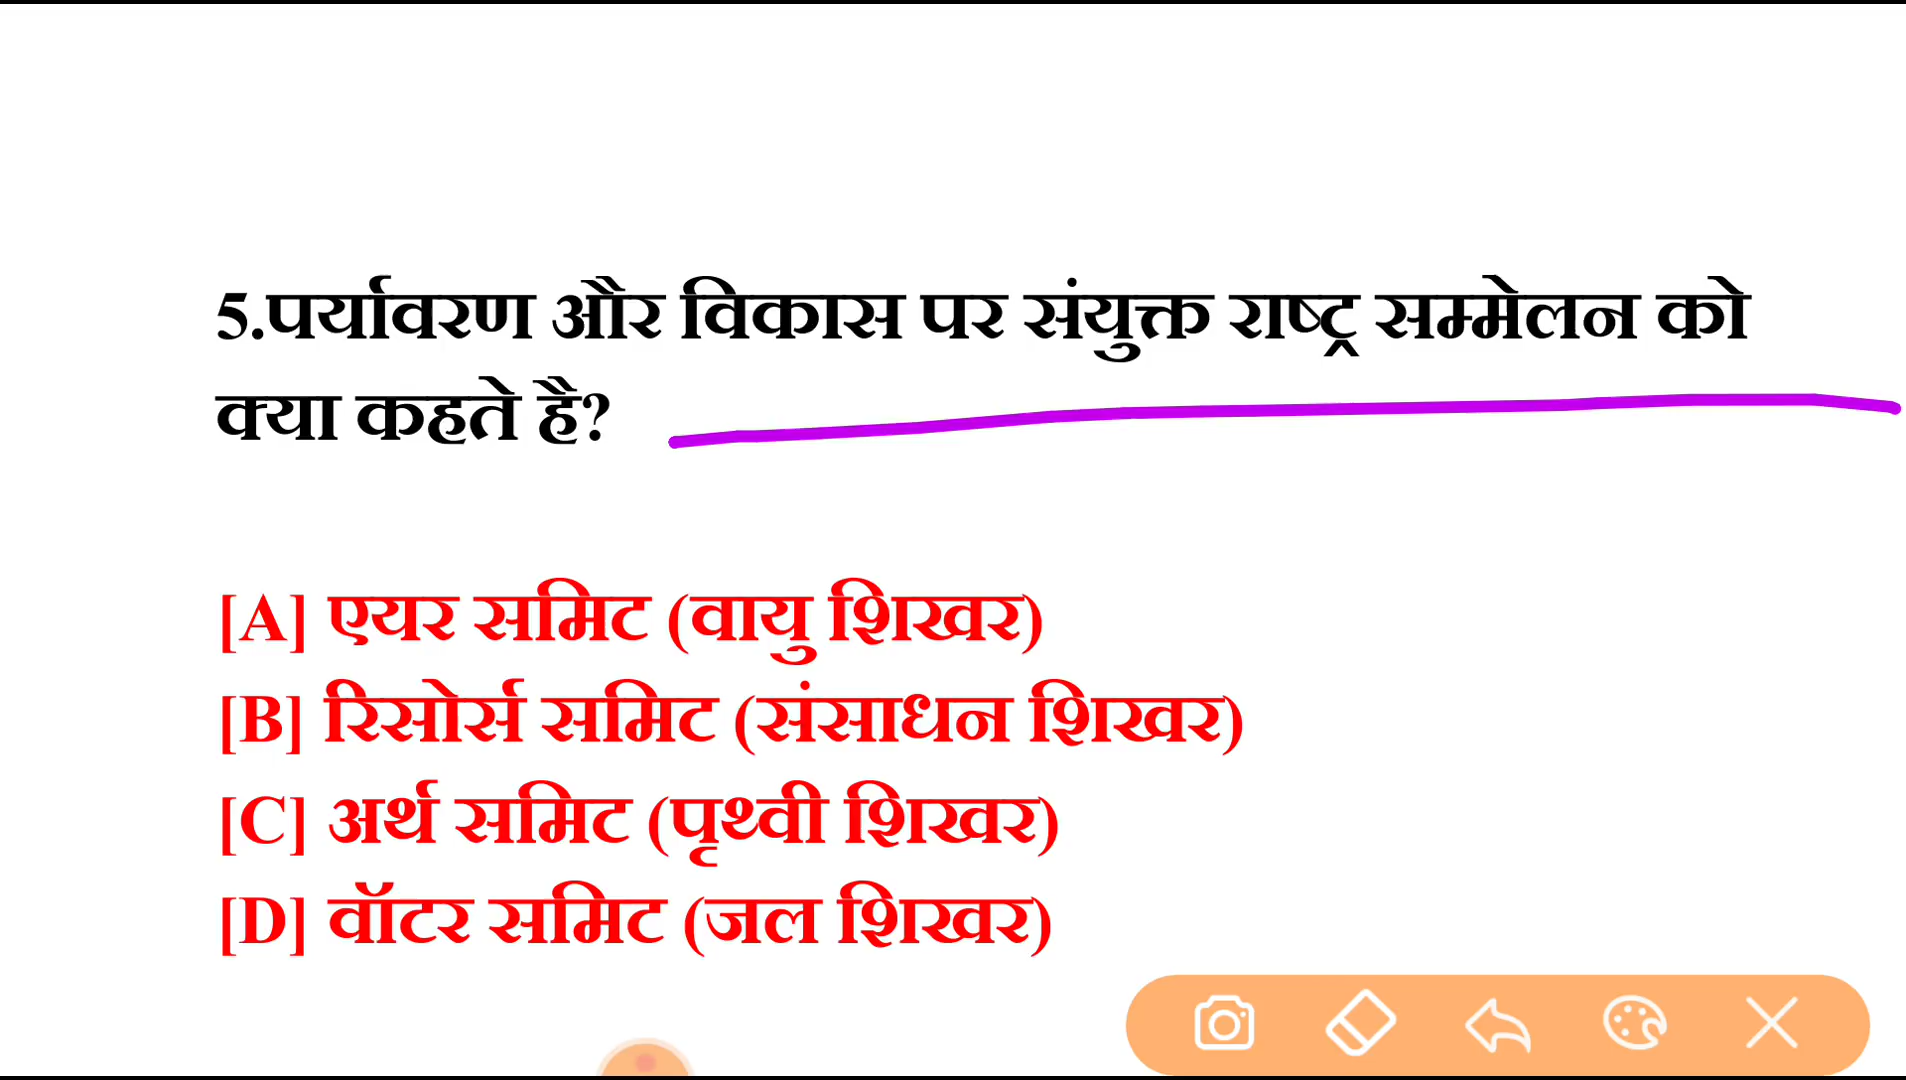 5.पर्यावरण और विकास पर संयुक्त राष्ट्र सम्मेलन को
क्या कहते है?
[A] एयर समिट (वायु शिखर)
[B] रिसोर्स समिट (संसाधन शिखर)
[C] अर्थ समिट (पृथ्वी शिखर)
[D] वॉटर समिट (जल शिखर)